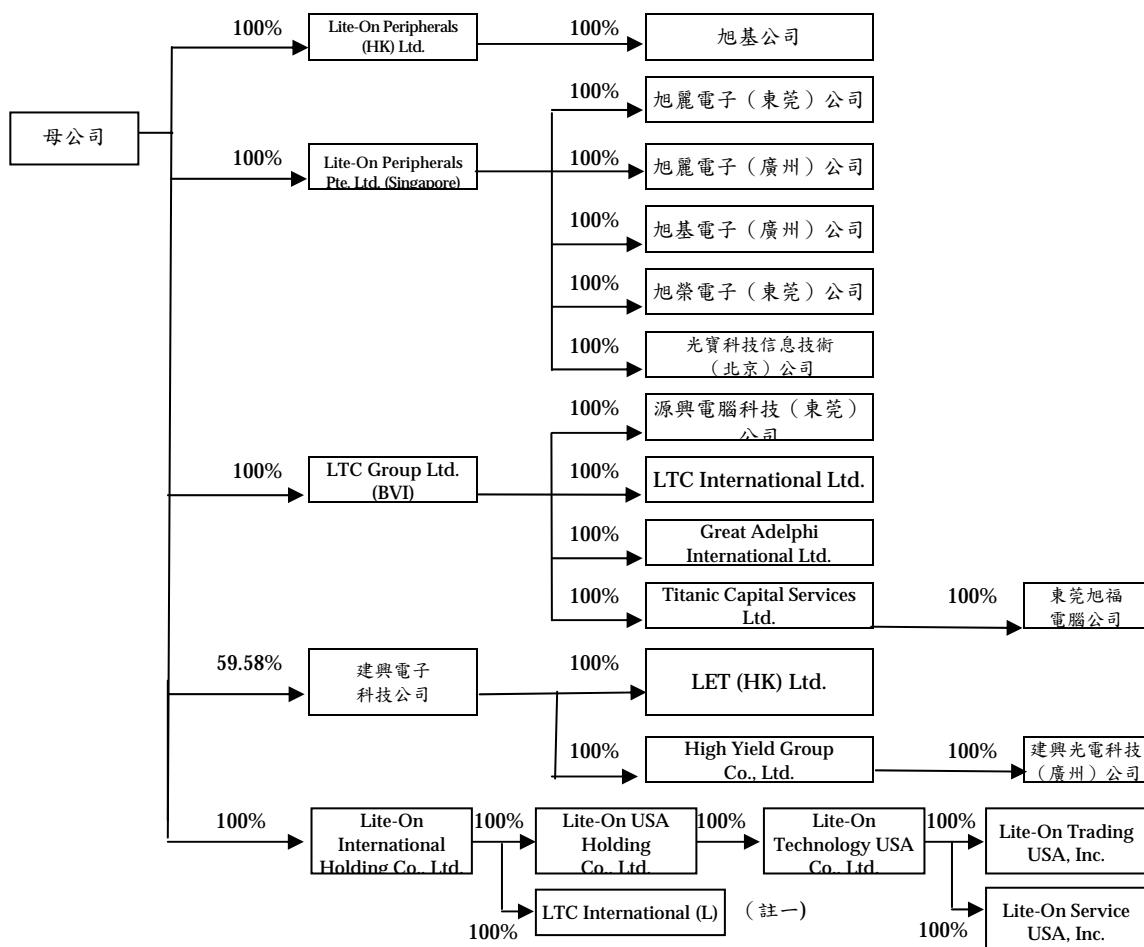 100%
Lite-On Peripherals
(HK) Ltd.
100%
旭基公司
母公司
100%
Lite-On Peripherals
Pte. Ltd. (Singapore)
100%
旭麗電子（東莞）公司
100%
旭麗電子（廣州）公司
100%
旭基電子（廣州）公司
100%
旭榮電子（東莞）公司
100%
光寶科技信息技術
（北京）公司
100%
LTC Group Ltd.
(BVI)
100%
源興電腦科技（東莞）
公司
100%
LTC International Ltd.
100%
Great Adelphi
International Ltd.
100%
Titanic Capital Services
Ltd.
100%
東莞旭福
電腦公司
59.58%
建興電子
科技公司
100%
LET (HK) Ltd.
100%
High Yield Group
Co., Ltd.
100%
建興光電科技
（廣州）公司
100%
Lite-On
International
Holding Co., Ltd.
100%
Lite-On USA
Holding
Co., Ltd.
100%
Lite-On
Technology USA
Co., Ltd.
100%
Lite-On Trading
USA, Inc.
100%
LTC International (L)
（註一)
100%
Lite-On Service
USA, Inc.